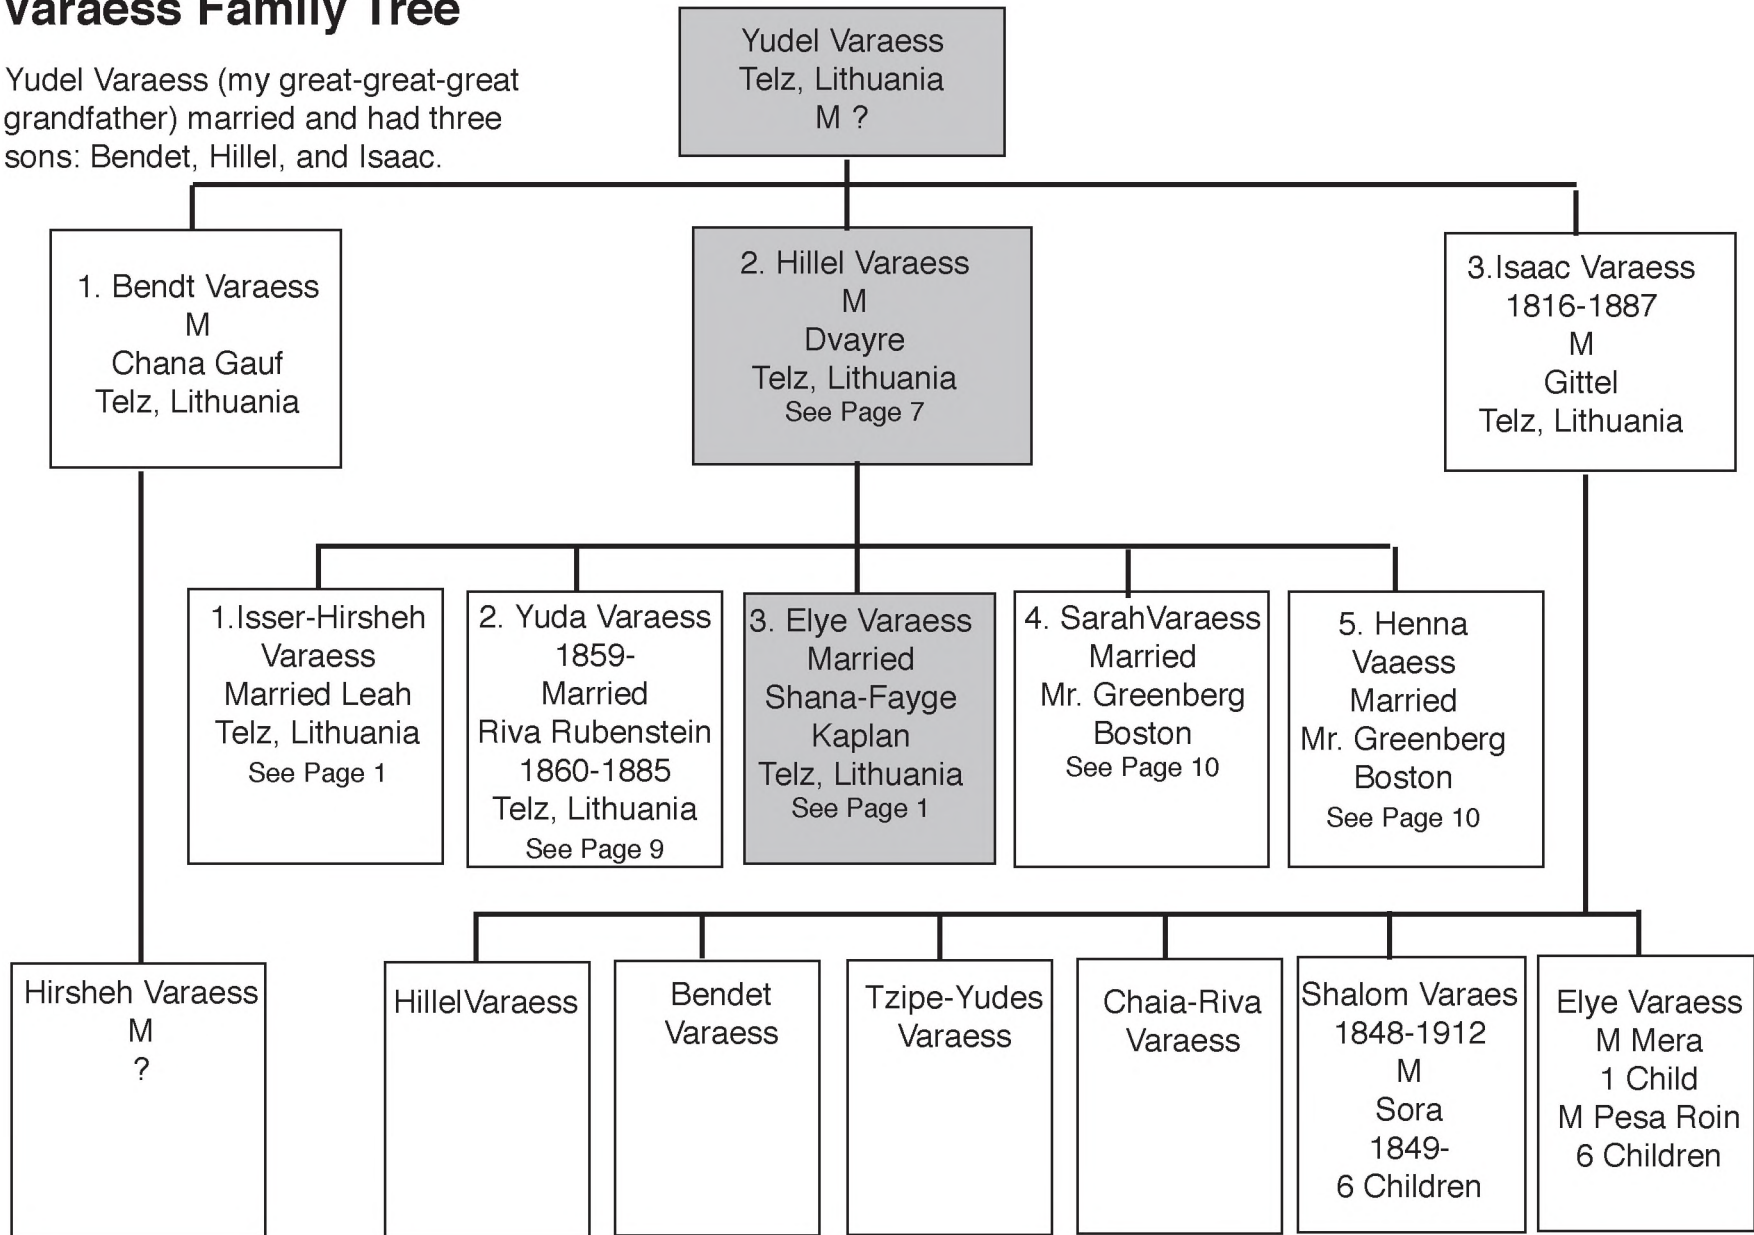 Varaess Family Tree
Yudel Varaess (my great-great-great
grandfather) married and had three
sons: Bendet, Hillel, and Isaac.
Yudel Varaess
Telz, Lithuania
M ?
1. Bendt Varaess
M
Chana Gauf
Telz, Lithuania
2. Hillel Varaess
M
Dvayre
Telz, Lithuania
See Page 7
3.Isaac Varaess
1816-1887
M
Gittel
Telz, Lithuania
1.Isser-Hirsheh
Varaess
Married Leah
Telz, Lithuania
See Page 1
2. Yuda Varaess
1859-
Married
Riva Rubenstein
1860-1885
Telz, Lithuania
See Page 9
3. Elye Varaess
Married
Shana-Fayge
Kaplan
Telz, Lithuania
See Page 1
4. SarahVaraess
Married
Mr. Greenberg
Boston
See Page 10
5. Henna
Vaaess
Married
Mr. Greenberg
Boston
See Page 10
Hirsheh Varaess
M
?
HillelVaraess
Bendet
Varaess
Tzipe-Yudes
Varaess
Chaia-Riva
Varaess
Shalom Varaes
1848-1912
M
Sora
1849-
6 Children
Elye Varaess
M Mera
1 Child
M Pesa Roin
6 Children